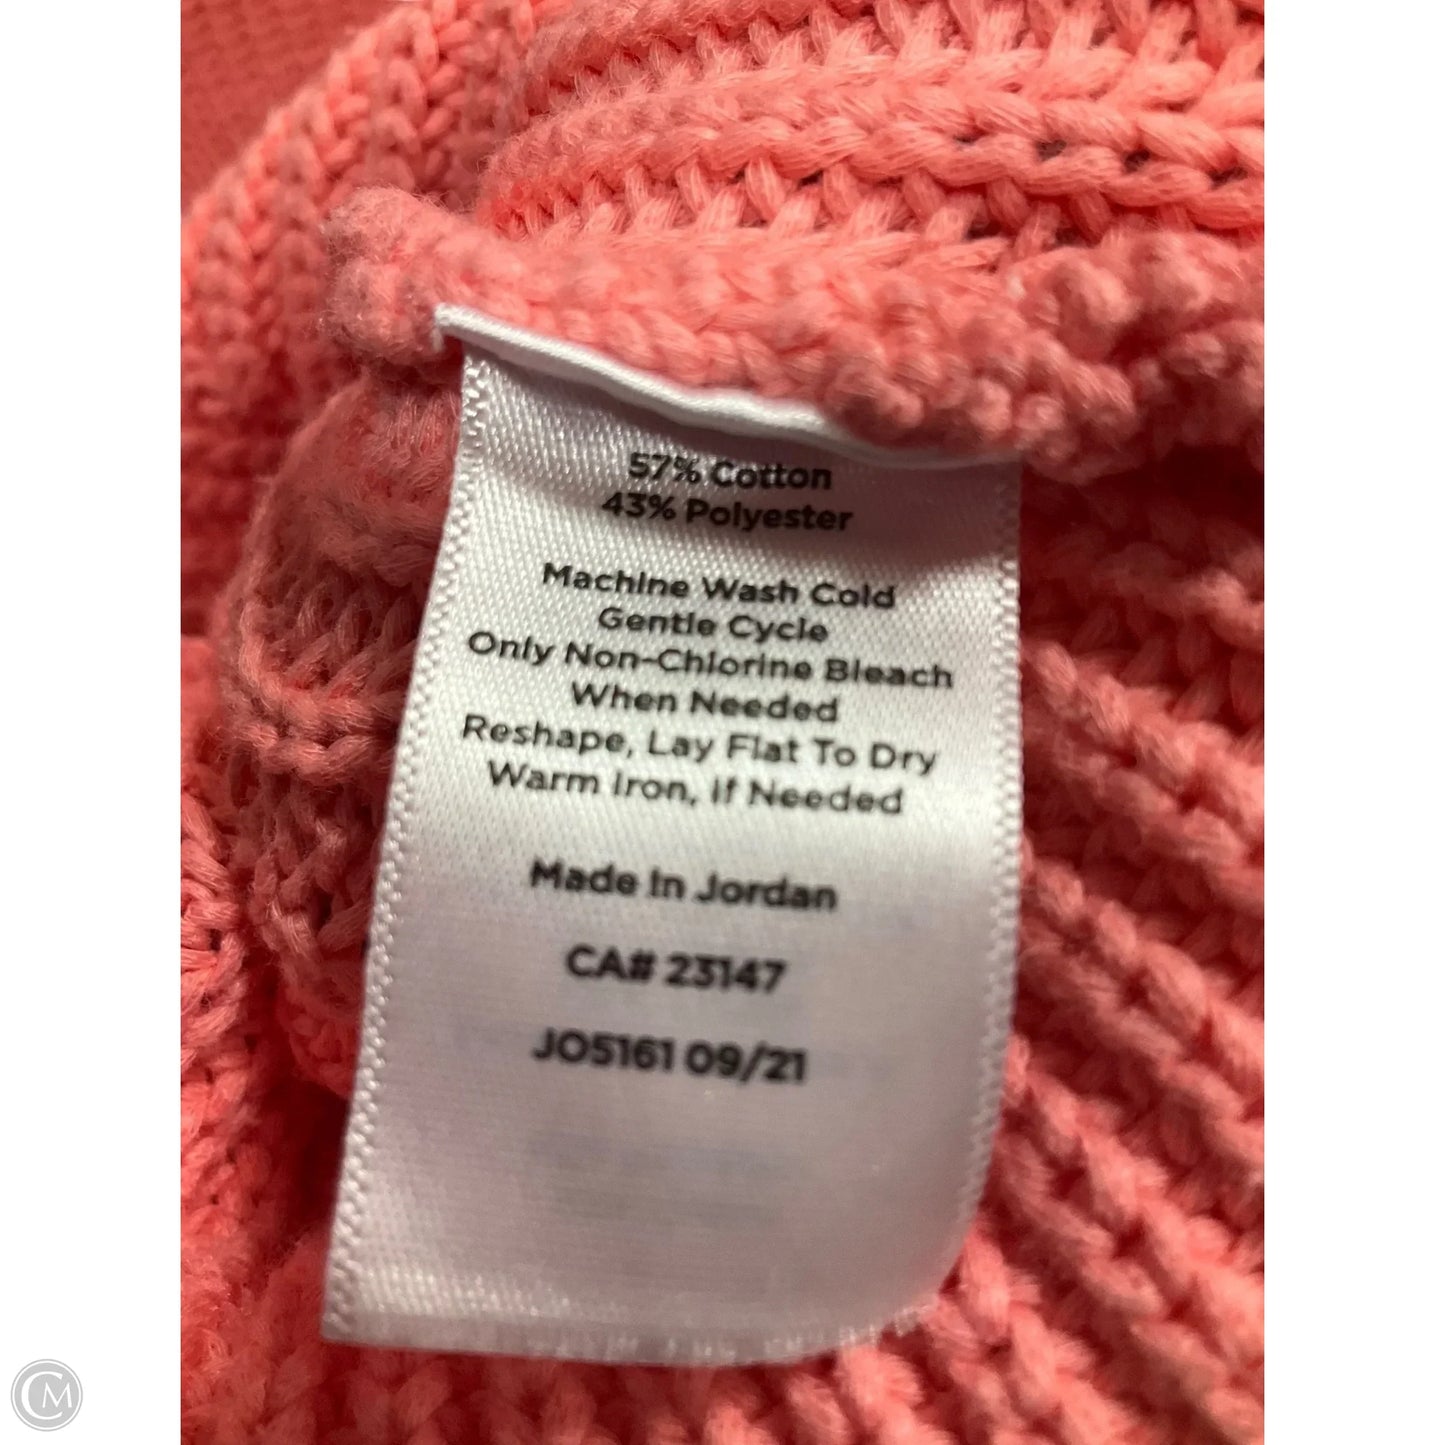 57% Cotton
43% Polyester
Machine Wash Cold
Gentle Cycle
Only Non-Chlorine Bleach
When Needed
Reshape, Lay Flat To Dry
Warm Iron, If Needed
Made In Jordan
CA# 23147
JO5161 09/21
CM